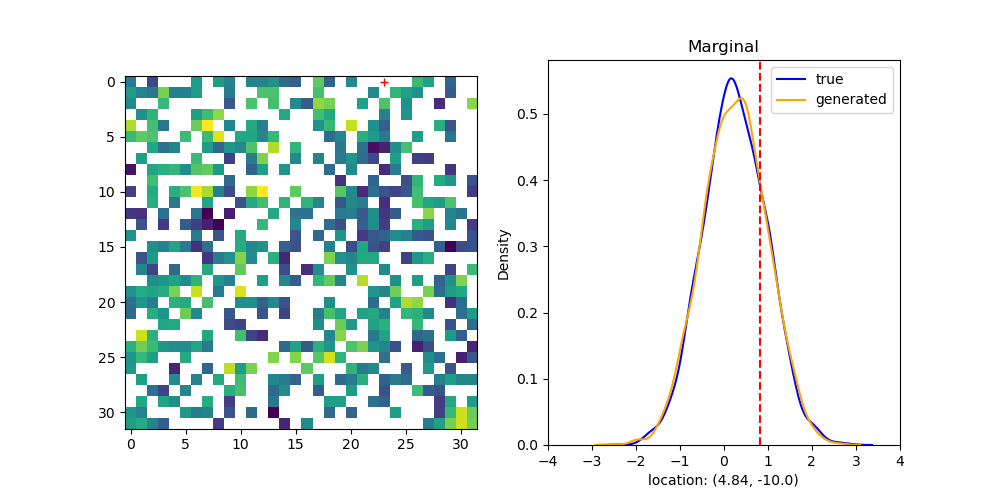 Marginal
true
generated
0
5
10
15
20
25
30
0 5 10 15 20 25 30
Density
0.5
0.4
0.3
0.2
0.1
0.0
−4 −3 −2 −1 0 1 2 3 4
location: (4.84, -10.0)